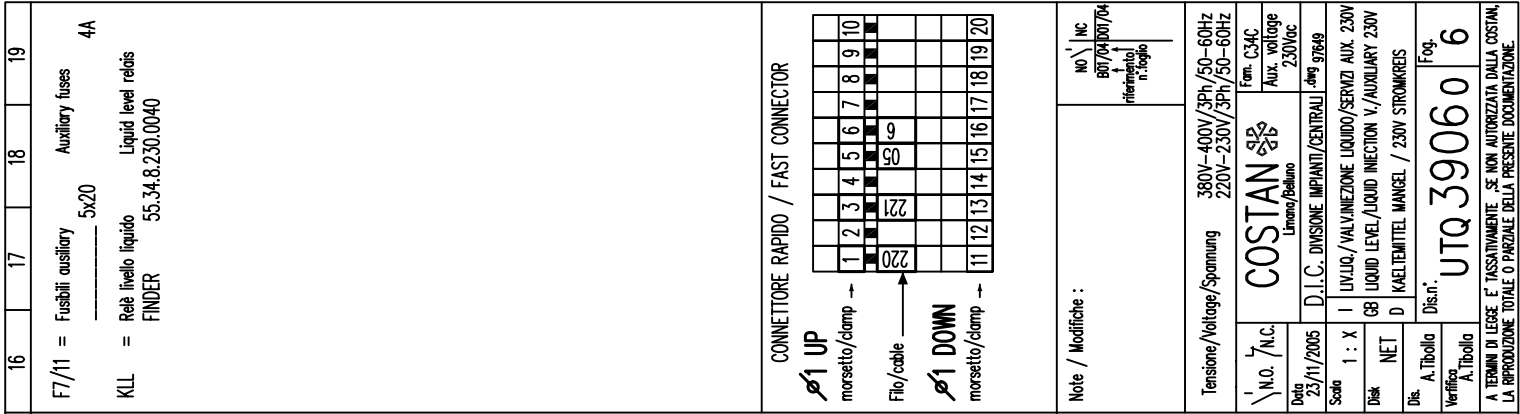 16 17 18 19
F7/11 = Fusibili ausiliary Auxiliary fuses
__________ 5x20 4A
KLL = Relè livello liquido Liquid level relais
FINDER 55.34.8.230.0040
CONNETTORE RAPIDO / FAST CONNECTOR
⌀1 UP
morsetto/clamp → 1 2 3 4 5 6 7 8 9 10
Filo/cable 220 221 05 6
⌀1 DOWN
morsetto/clamp → 11 12 13 14 15 16 17 18 19 20
Note / Modifiche :
NO NC
B01/04 D01/04
riferimento
n.foglio
Tensione/Voltage/Spannung 380V-400V/3Ph/50-60Hz
220V-230V/3Ph/50-60Hz
N.O. N.C.
COSTAN
Limana/Belluno
Fam. C34C
Aux. voltage
230Vac
Data
23/11/2005
D.I.C. DIVISIONE IMPIANTI/CENTRALI
.dwg 97649
Scala 1 : X
I LIV.LIQ./VALV.INIEZIONE LIQUIDO/SERVIZI AUX. 230V
Disk NET
GB LIQUID LEVEL/LIQUID INIECTION V./AUXILIARY 230V
D KAELTEMITTEL MANGEL / 230V STROMKREIS
Dis. A.Tibolla
Verifica A.Tibolla
Dis.n° UTQ390600
Fog. 6
A TERMINI DI LEGGE E' TASSATIVAMENTE ,SE NON AUTORIZZATA DALLA COSTAN,
LA RIPRODUZIONE TOTALE O PARZIALE DELLA PRESENTE DOCUMENTAZIONE.